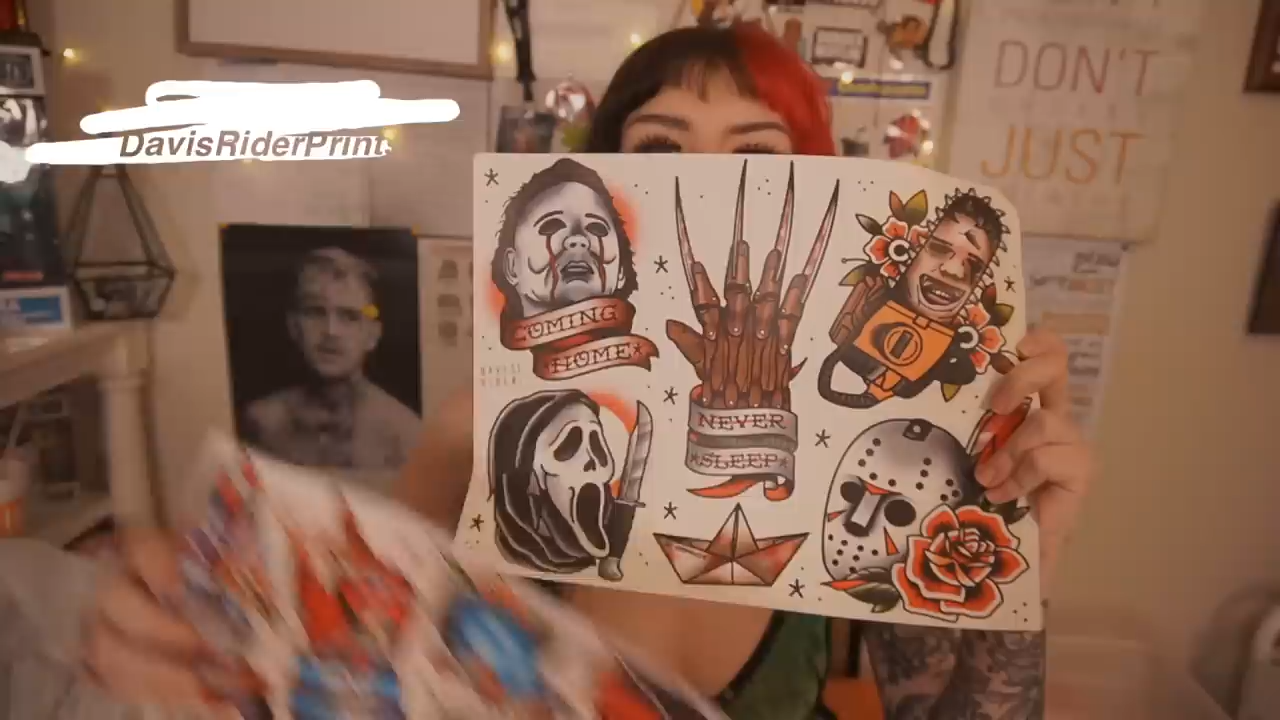 DavisRiderPrint
DON'T
JUST
COMING
HOME
NEVER
SLEEP